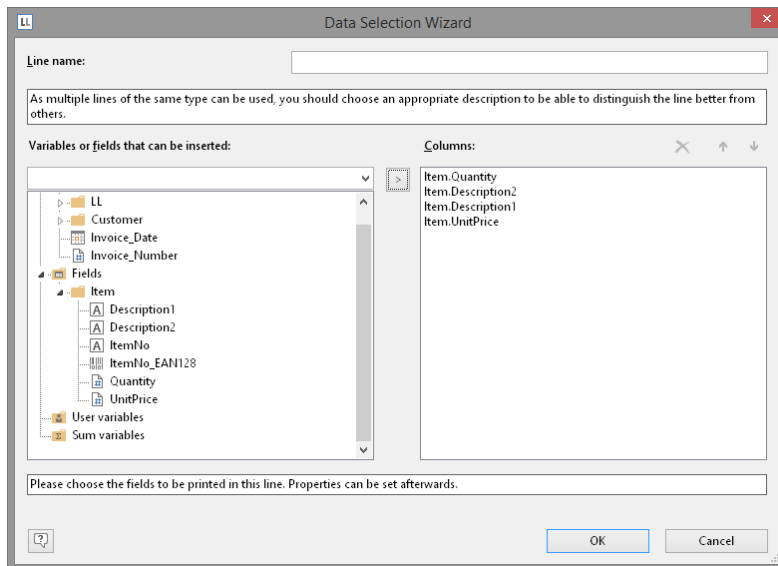 LL
Data Selection Wizard
Line name:
As multiple lines of the same type can be used, you should choose an appropriate description to be able to distinguish the line better from
others.
Variables or fields that can be inserted:
Columns:
>
LL
Customer
Invoice_Date
Invoice_Number
Fields
Item
A Description1
A Description2
A ItemNo
ItemNo_EAN128
# Quantity
# UnitPrice
User variables
Σ Sum variables
Item.Quantity
Item.Description2
Item.Description1
Item.UnitPrice
Please choose the fields to be printed in this line. Properties can be set afterwards.
?
OK
Cancel